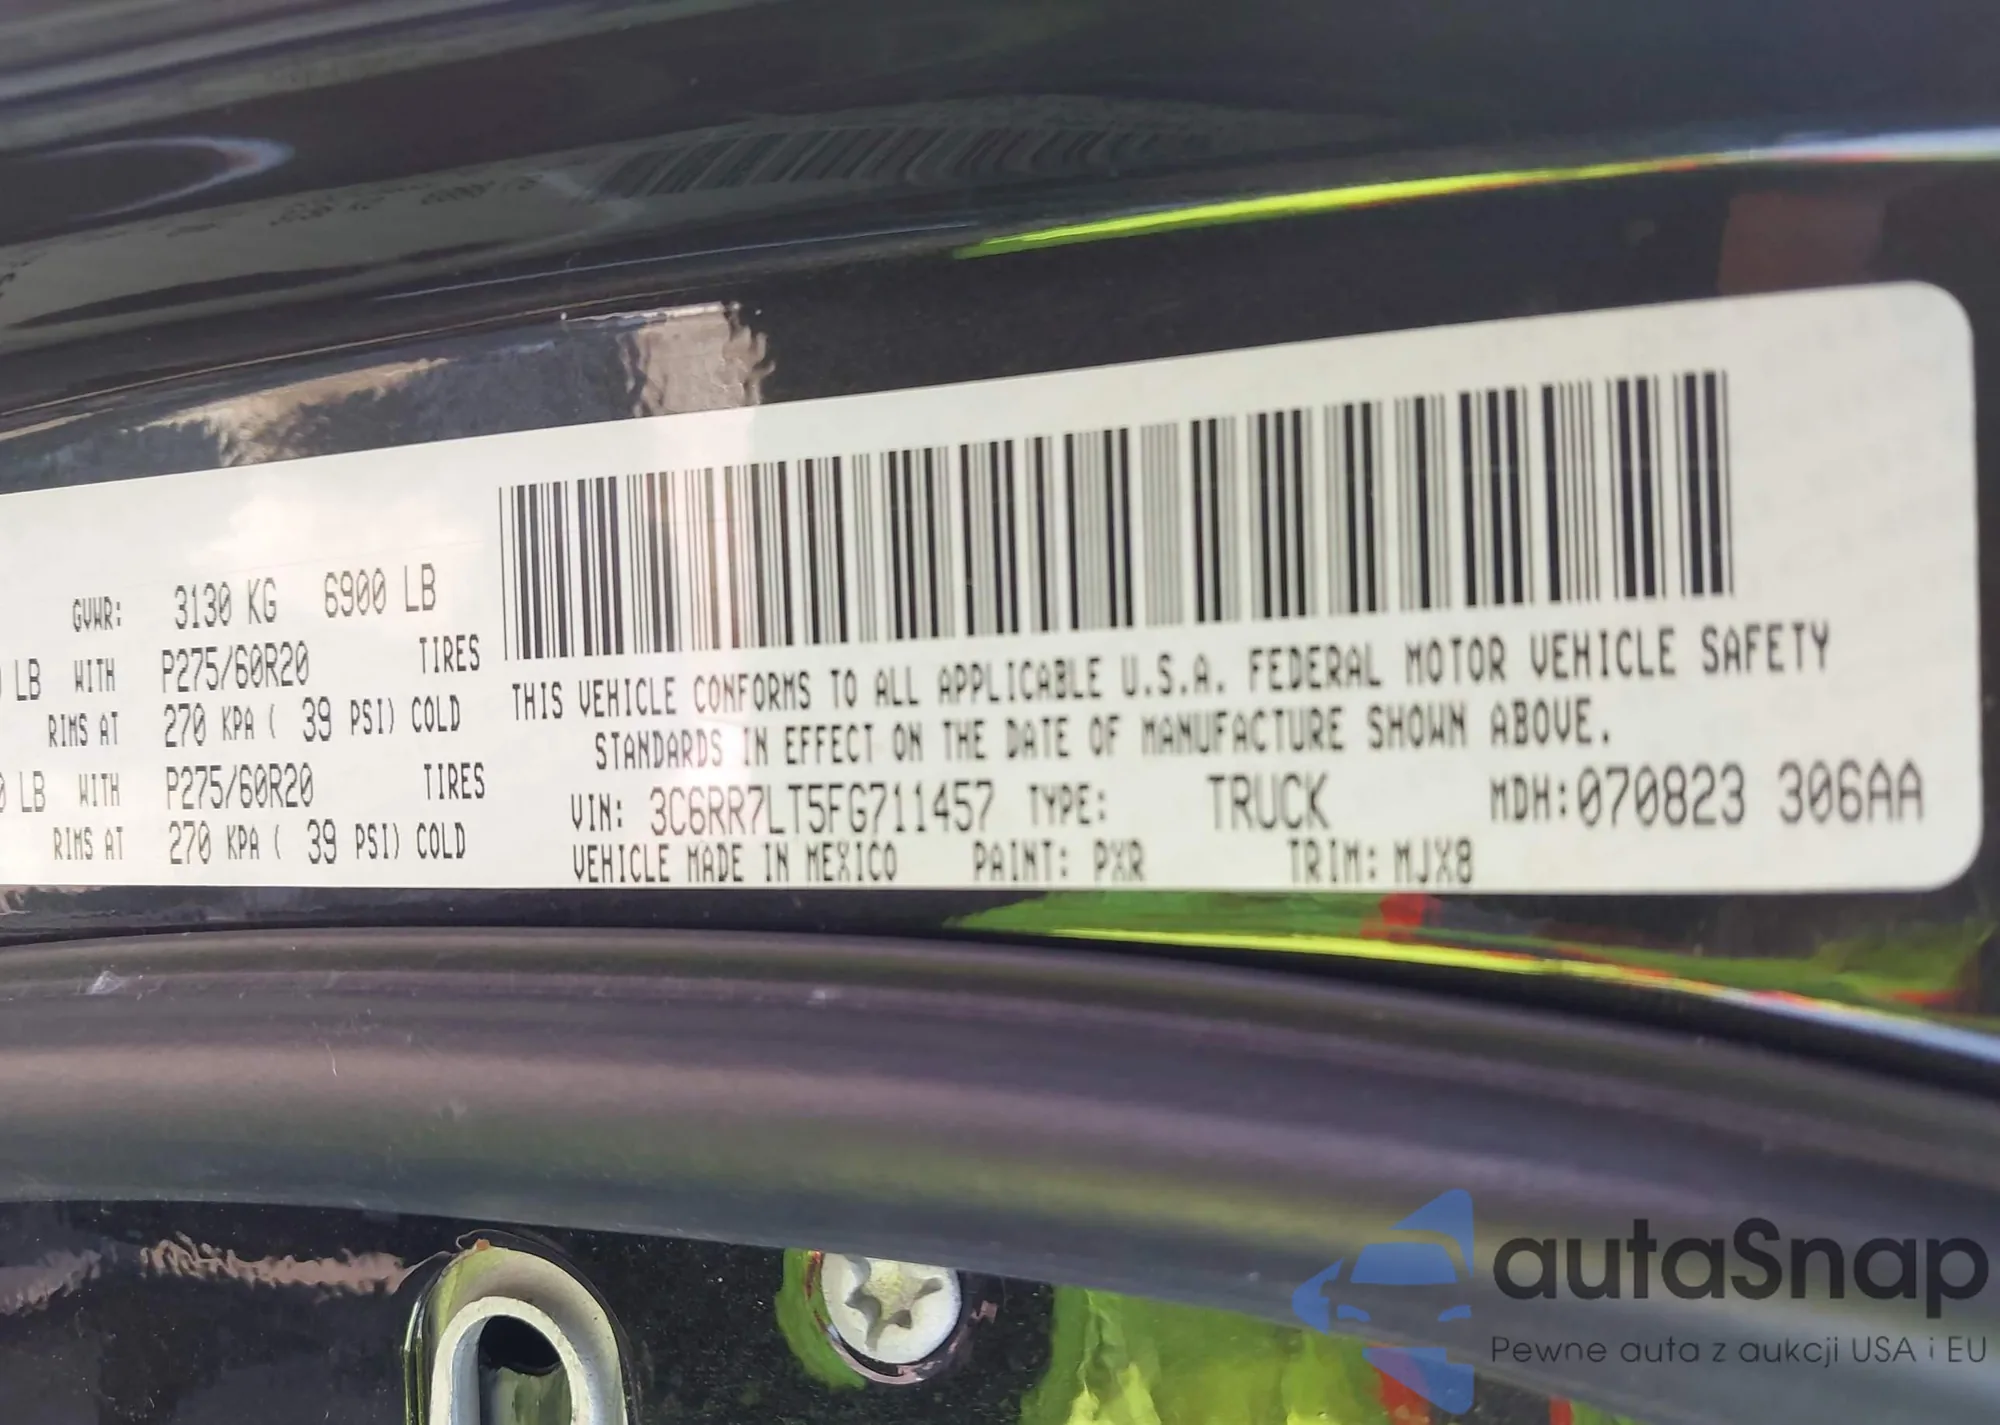 GVWR: 3130 KG 6900 LB
LB WITH P275/60R20 TIRES
RIMS AT 270 KPA ( 39 PSI) COLD
LB WITH P275/60R20 TIRES
RIMS AT 270 KPA ( 39 PSI) COLD
THIS VEHICLE CONFORMS TO ALL APPLICABLE U.S.A. FEDERAL MOTOR VEHICLE SAFETY
STANDARDS IN EFFECT ON THE DATE OF MANUFACTURE SHOWN ABOVE.
VIN: 3C6RR7LT5FG711457 TYPE: TRUCK MDH:070823 306AA
VEHICLE MADE IN MEXICO PAINT: PXR TRIM: MJX8
autaSnap
Pewne auta z aukcji USA i EU